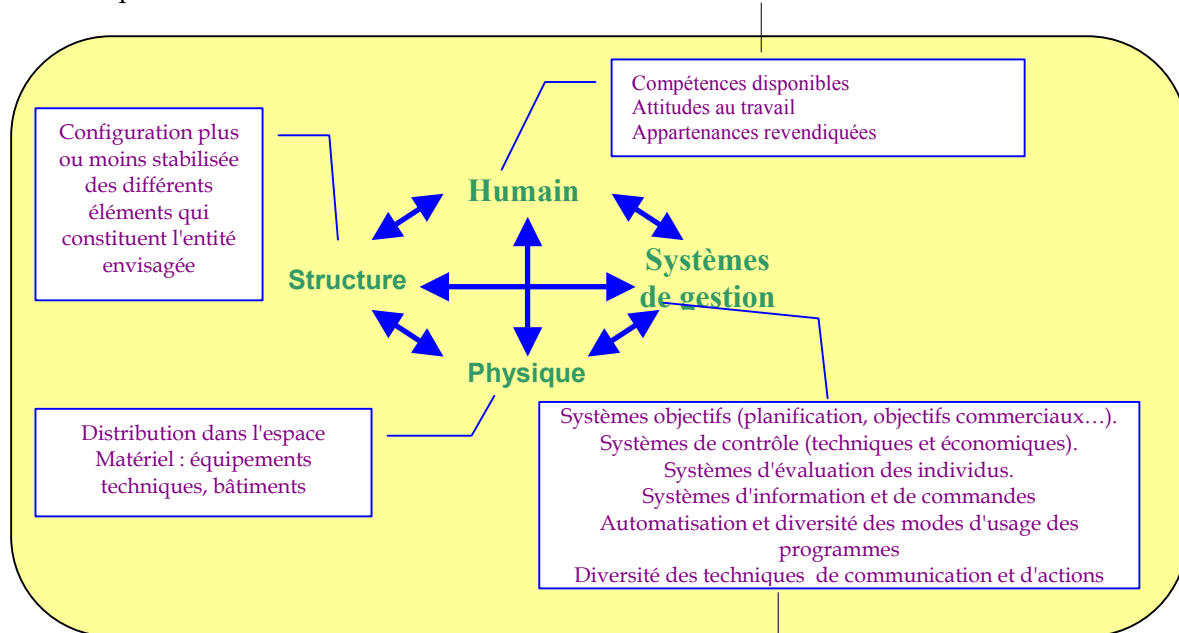 Compétences disponibles
Attitudes au travail
Appartenances revendiquées
Configuration plus
ou moins stabilisée
des différents
éléments qui
constituent l'entité
envisagée
Humain
Structure
Systèmes
de gestion
Physique
Distribution dans l'espace
Matériel : équipements
techniques, bâtiments
Systèmes objectifs (planification, objectifs commerciaux…).
Systèmes de contrôle (techniques et économiques).
Systèmes d'évaluation des individus.
Systèmes d'information et de commandes
Automatisation et diversité des modes d'usage des
programmes
Diversité des techniques de communication et d'actions